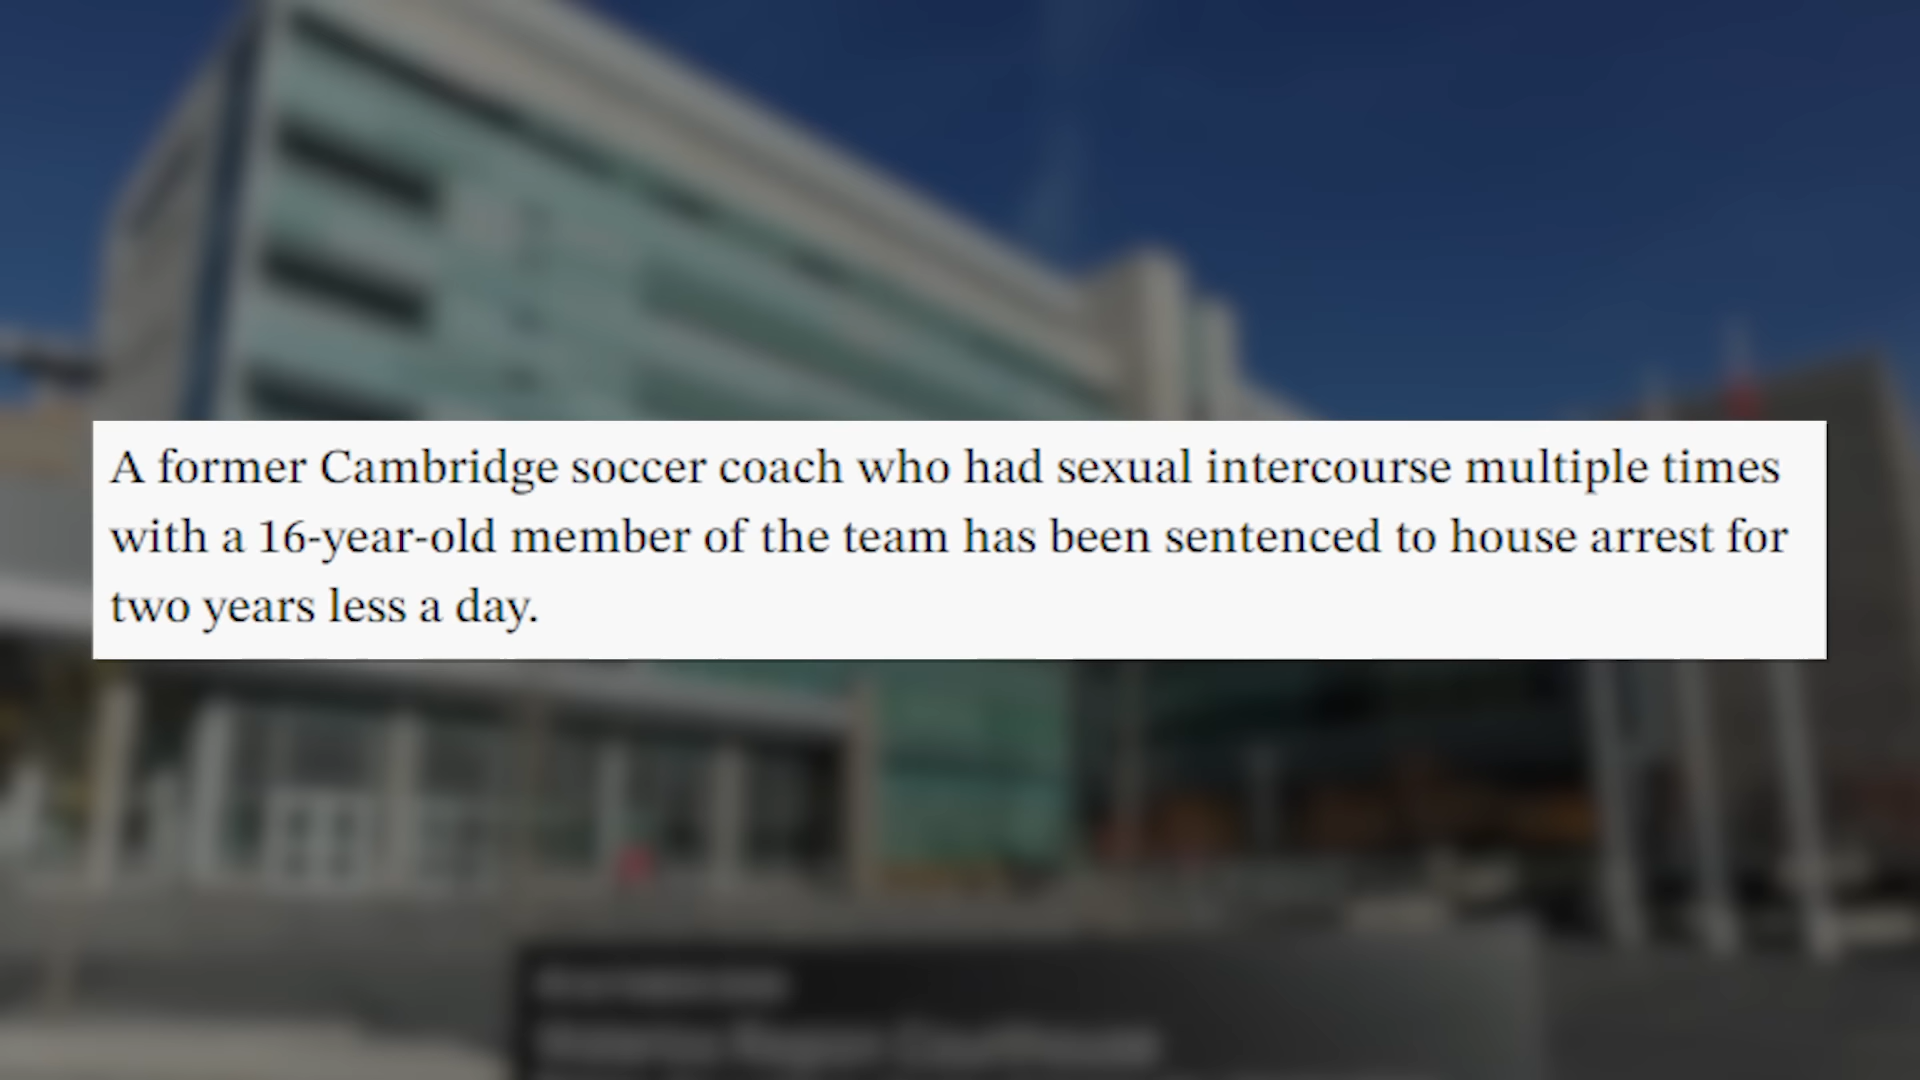 A former Cambridge soccer coach who had sexual intercourse multiple times
with a 16-year-old member of the team has been sentenced to house arrest for
two years less a day.